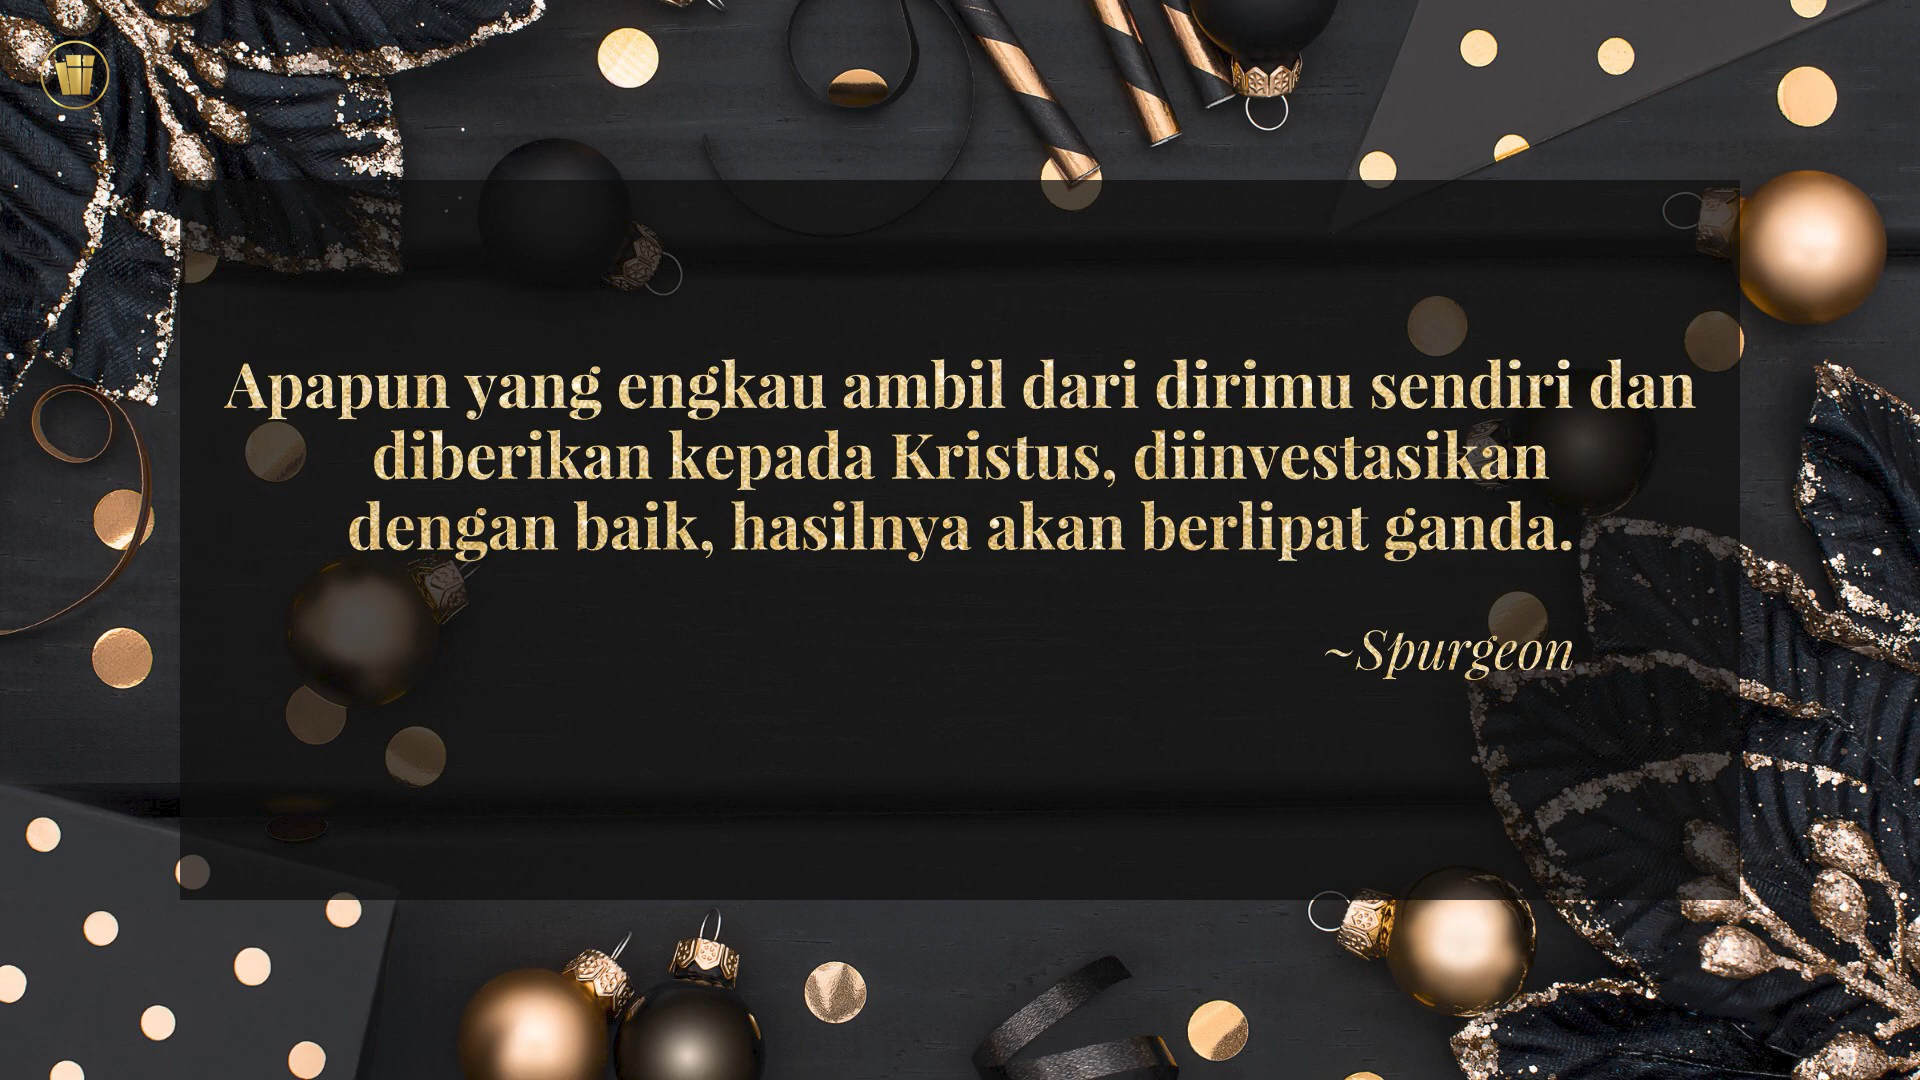 Apapun yang engkau ambil dari dirimu sendiri dan
diberikan kepada Kristus, diinvestasikan
dengan baik, hasilnya akan berlipat ganda.
~Spurgeon